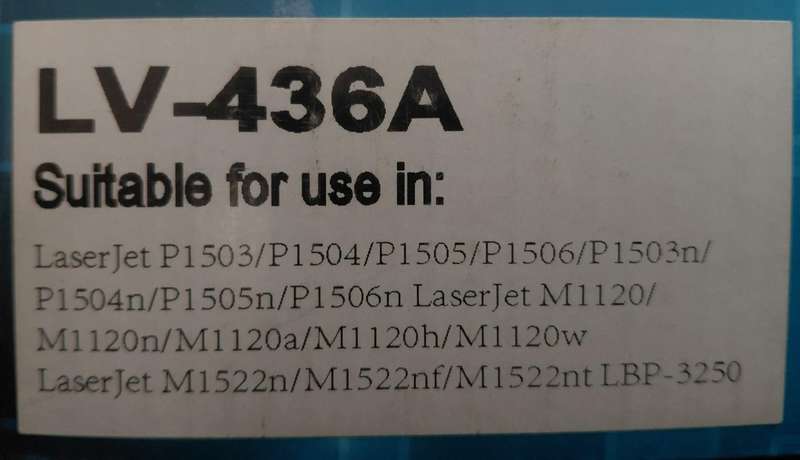 LV-436A
Suitable for use in:
LaserJet P1503/P1504/P1505/P1506/P1503n/
P1504n/P1505n/P1506n LaserJet M1120/
M1120n/M1120a/M1120h/M1120w
LaserJet M1522n/M1522nf/M1522nt LBP-3250